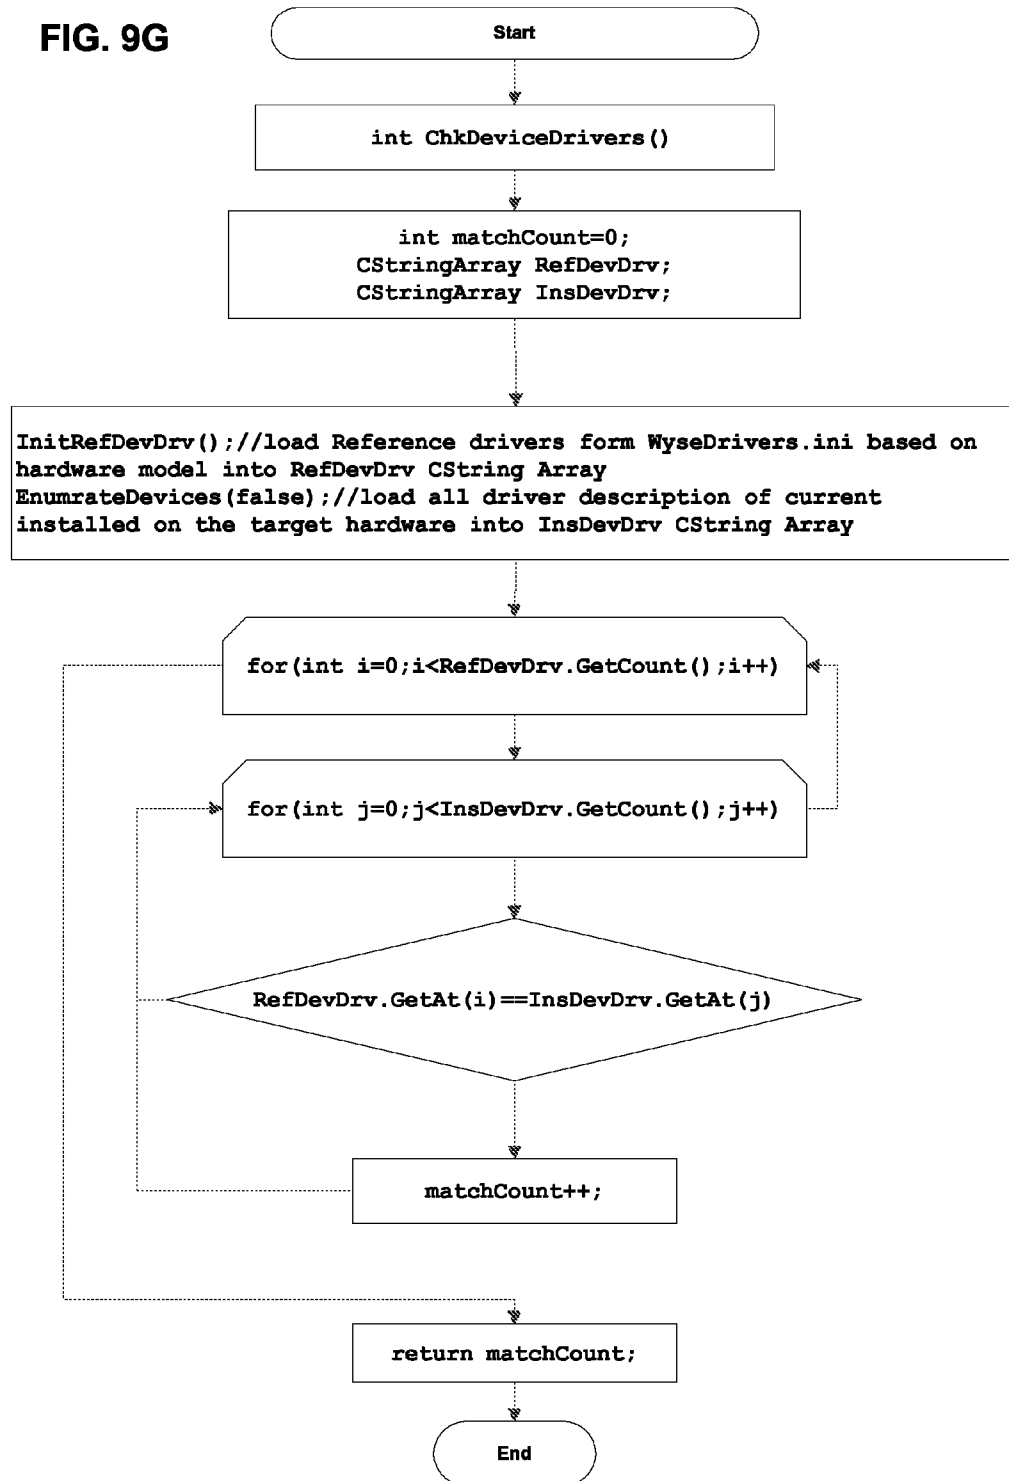 FIG. 9G
Start
int ChkDeviceDrivers()
int matchCount=0;
CStringArray RefDevDrv;
CStringArray InsDevDrv;
InitRefDevDrv();//load Reference drivers form WyseDrivers.ini based on
hardware model into RefDevDrv CString Array
EnumrateDevices(false);//load all driver description of current
installed on the target hardware into InsDevDrv CString Array
for(int i=0;i<RefDevDrv.GetCount();i++)
for(int j=0;j<InsDevDrv.GetCount();j++)
RefDevDrv.GetAt(i)==InsDevDrv.GetAt(j)
matchCount++;
return matchCount;
End